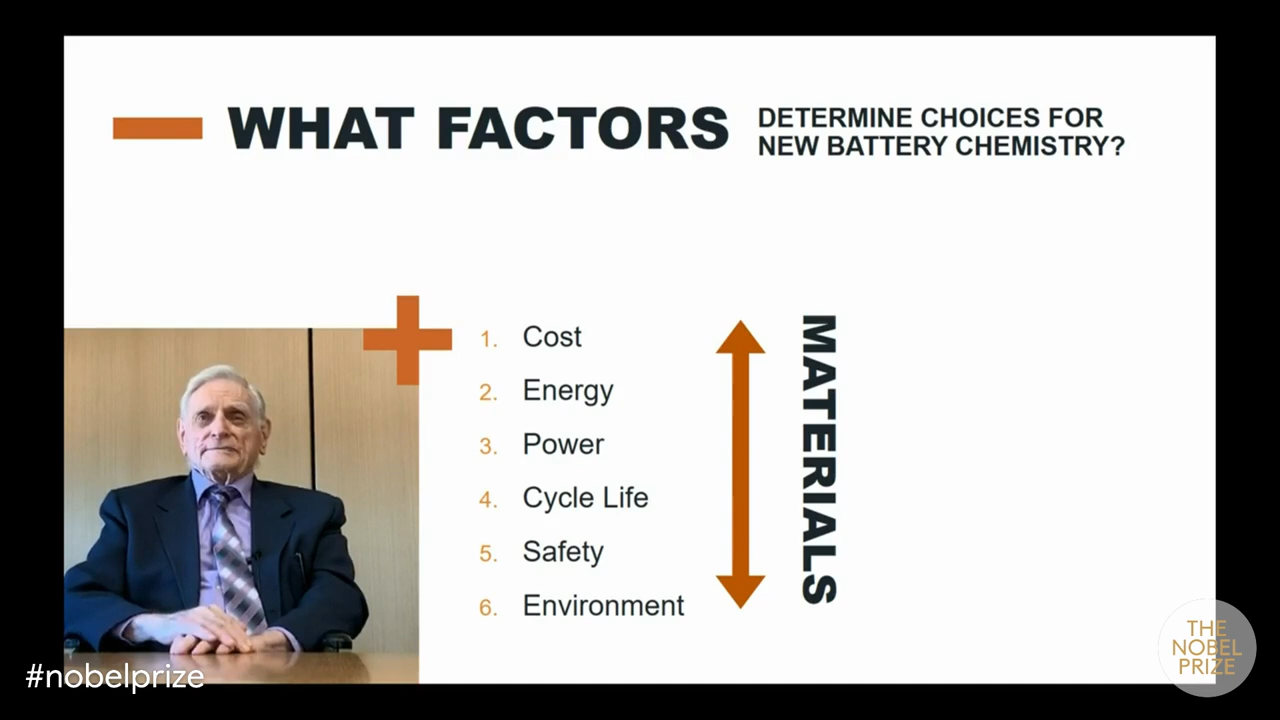 WHAT FACTORS
DETERMINE CHOICES FOR
NEW BATTERY CHEMISTRY?
1. Cost
2. Energy
3. Power
4. Cycle Life
5. Safety
6. Environment
MATERIALS
#nobelprize
THE
NOBEL
PRIZE